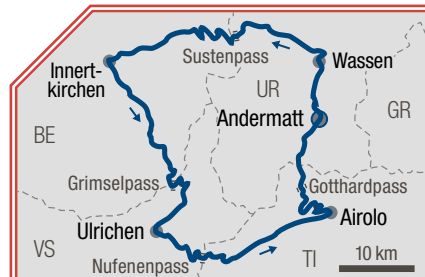 Sustenpass
Innert-
kirchen
Wassen
UR
GR
Andermatt
BE
Grimselpass
Gotthardpass
Ulrichen
Airolo
VS
Nufenenpass
TI
10 km